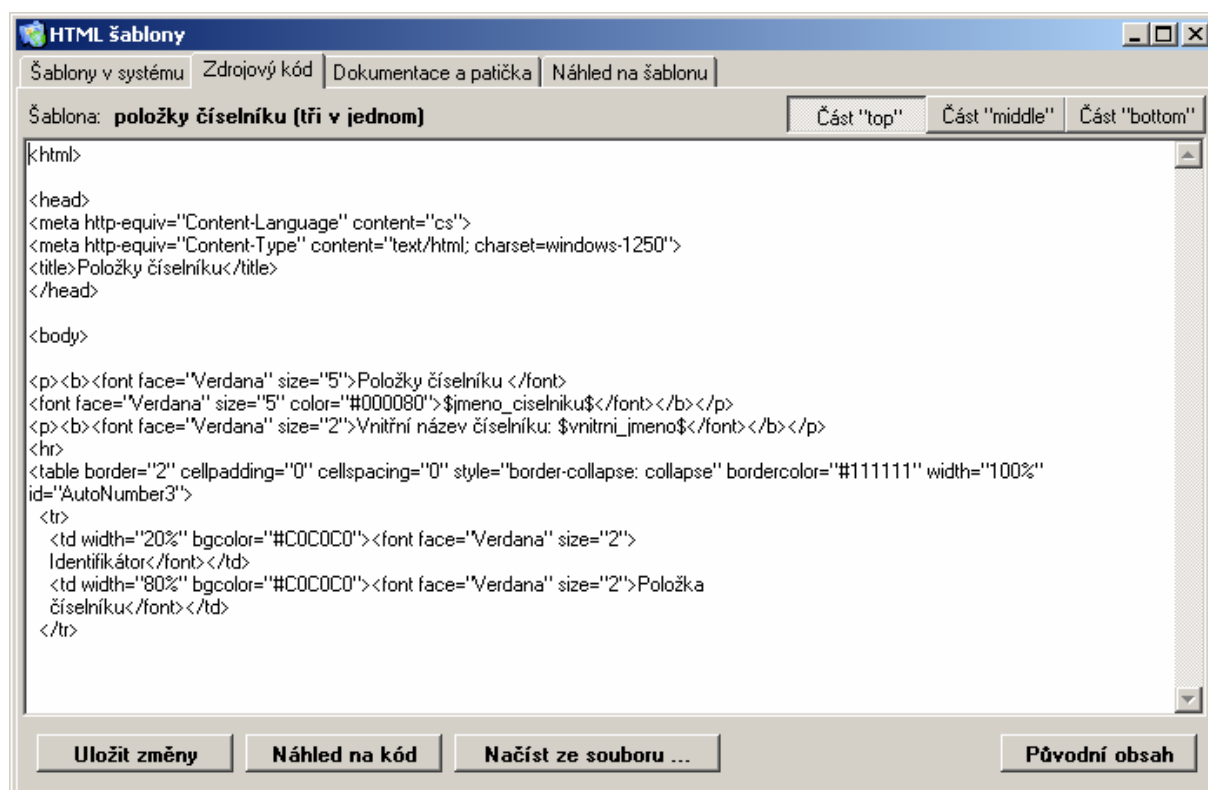 HTML šablony
Šablony v systému Zdrojový kód Dokumentace a patička Náhled na šablonu
Šablona: položky číselníku (tři v jednom) Část "top" Část "middle" Část "bottom"
<html>
<head>
<meta http-equiv="Content-Language" content="cs">
<meta http-equiv="Content-Type" content="text/html; charset=windows-1250">
<title>Položky číselníku</title>
</head>
<body>
<p><b><font face="Verdana" size="5">Položky číselníku </font>
<font face="Verdana" size="5" color="#000080">$jmeno_ciselniku$</font></b></p>
<p><b><font face="Verdana" size="2">Vnitřní název číselníku: $vnitrni_jmeno$</font></b></p>
<hr>
<table border="2" cellpadding="0" cellspacing="0" style="border-collapse: collapse" bordercolor="#111111" width="100%"
id="AutoNumber3">
<tr>
<td width="20%" bgcolor="#C0C0C0"><font face="Verdana" size="2">
Identifikátor</font></td>
<td width="80%" bgcolor="#C0C0C0"><font face="Verdana" size="2">Položka
číselníku</font></td>
</tr>
Uložit změny Náhled na kód Načíst ze souboru ... Původní obsah